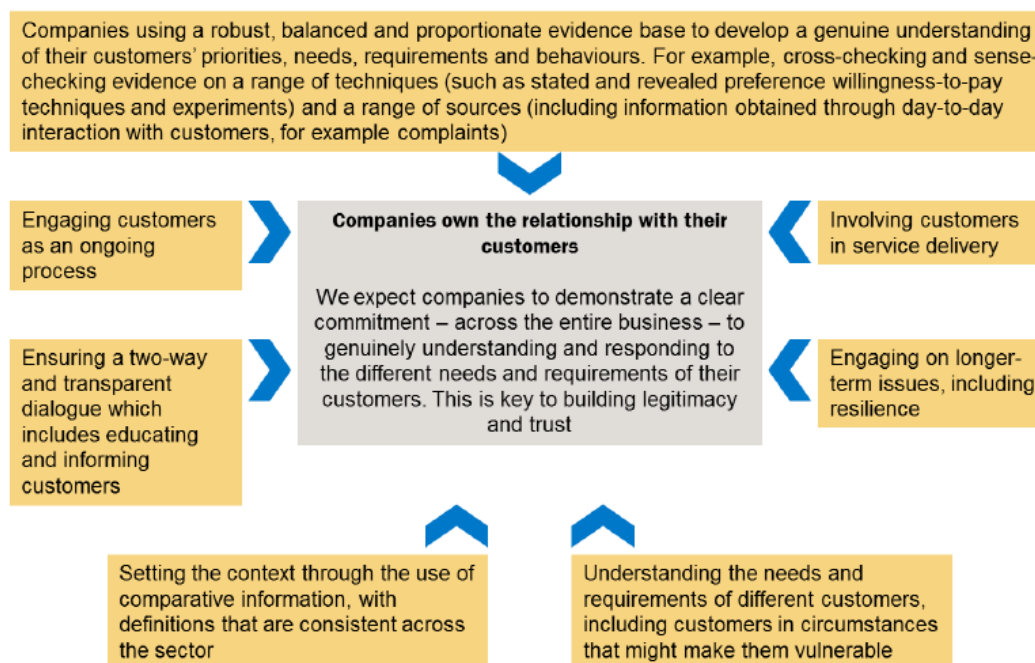 Companies using a robust, balanced and proportionate evidence base to develop a genuine understanding
of their customers' priorities, needs, requirements and behaviours. For example, cross-checking and sense-
checking evidence on a range of techniques (such as stated and revealed preference willingness-to-pay
techniques and experiments) and a range of sources (including information obtained through day-to-day
interaction with customers, for example complaints)
Engaging customers
as an ongoing
process
Ensuring a two-way
and transparent
dialogue which
includes educating
and informing
customers
Companies own the relationship with their
customers
We expect companies to demonstrate a clear
commitment – across the entire business – to
genuinely understanding and responding to
the different needs and requirements of their
customers. This is key to building legitimacy
and trust
Involving customers
in service delivery
Engaging on longer-
term issues, including
resilience
Setting the context through the use of
comparative information, with
definitions that are consistent across
the sector
Understanding the needs and
requirements of different customers,
including customers in circumstances
that might make them vulnerable